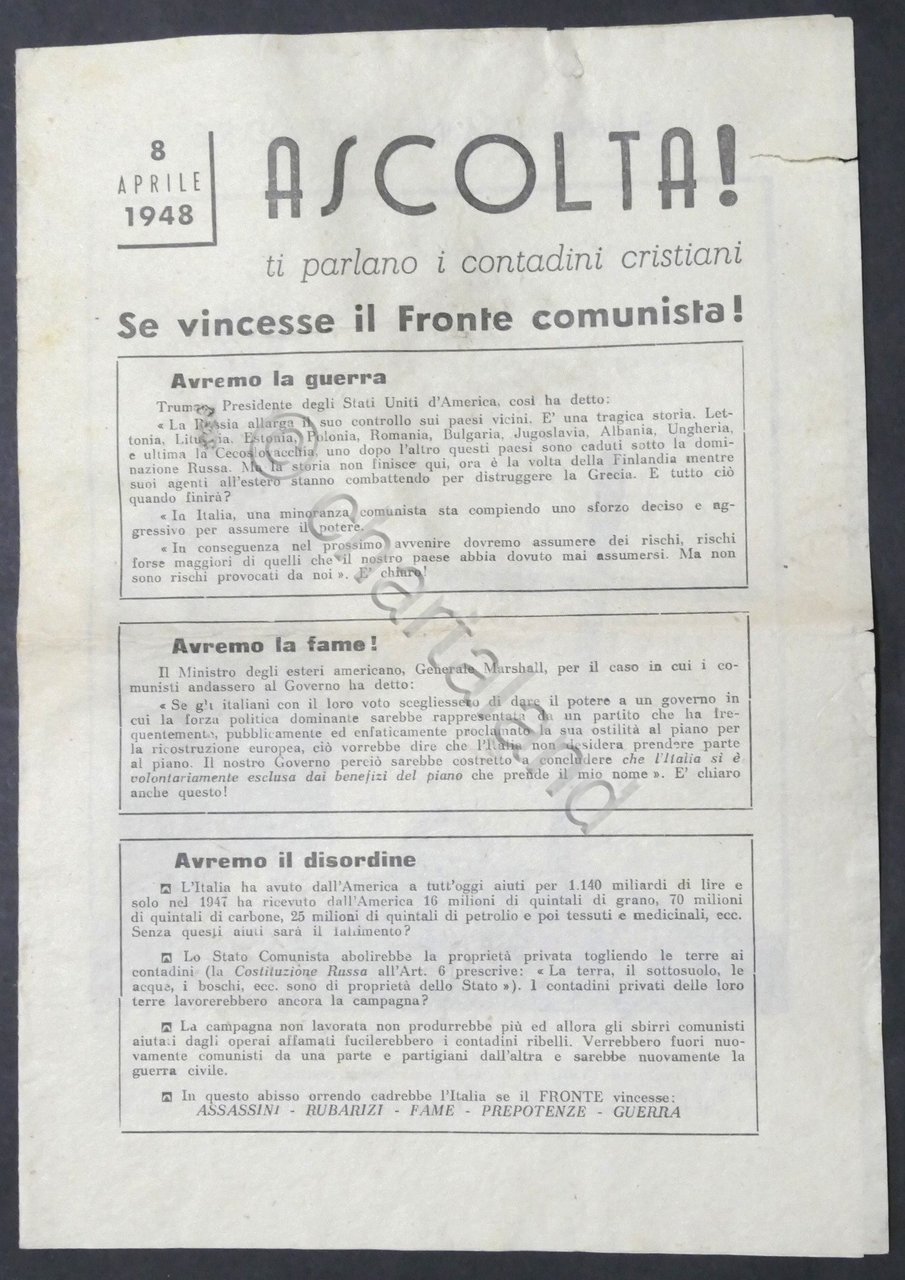 8
APRILE
1948
ASCOLTA!
ti parlano i contadini cristiani
Se vincesse il Fronte comunista!
Avremo la guerra
Truman, Presidente degli Stati Uniti d'America, così ha detto:
« La Russia allarga il suo controllo sui paesi vicini. E' una tragica storia. Let-
tonia, Lituania, Estonia, Polonia, Romania, Bulgaria, Jugoslavia, Albania, Ungheria,
e ultima la Cecoslovacchia, uno dopo l'altro questi paesi sono caduti sotto la domi-
nazione Russa. Ma la storia non finisce qui, ora è la volta della Finlandia mentre
suoi agenti all'estero stanno combattendo per distruggere la Grecia. E tutto ciò
quando finirà?
« In Italia, una minoranza comunista sta compiendo uno sforzo deciso e ag-
gressivo per assumere il potere.
« In conseguenza nel prossimo avvenire dovremo assumere dei rischi, rischi
forse maggiori di quelli che il nostro paese abbia dovuto mai assumersi. Ma non
sono rischi provocati da noi ». E' chiaro!
Avremo la fame!
Il Ministro degli esteri americano, Generale Marshall, per il caso in cui i co-
munisti andassero al Governo ha detto:
« Se gli italiani con il loro voto scegliessero di dare il potere a un governo in
cui la forza politica dominante sarebbe rappresentata da un partito che ha fre-
quentemente, pubblicamente ed enfaticamente proclamato la sua ostilità al piano per
la ricostruzione europea, ciò vorrebbe dire che l'Italia non desidera prendere parte
al piano. Il nostro Governo perciò sarebbe costretto a concludere che l'Italia si è
volontariamente esclusa dai benefizi del piano che prende il mio nome ». E' chiaro
anche questo!
Avremo il disordine
L'Italia ha avuto dall'America a tutt'oggi aiuti per 1.140 miliardi di lire e
solo nel 1947 ha ricevuto dall'America 16 milioni di quintali di grano, 70 milioni
di quintali di carbone, 25 milioni di quintali di petrolio e poi tessuti e medicinali, ecc.
Senza questi aiuti sarà il fallimento?
Lo Stato Comunista abolirebbe la proprietà privata togliendo le terre ai
contadini (la Costituzione Russa all'Art. 6 prescrive: « La terra, il sottosuolo, le
acque, i boschi, ecc. sono di proprietà dello Stato »). I contadini privati delle loro
terre lavorerebbero ancora la campagna?
La campagna non lavorata non produrrebbe più ed allora gli sbirri comunisti
aiutati dagli operai affamati fucilerebbero i contadini ribelli. Verrebbero fuori nuo-
vamente comunisti da una parte e partigiani dall'altra e sarebbe nuovamente la
guerra civile.
In questo abisso orrendo cadrebbe l'Italia se il FRONTE vincesse:
ASSASSINI - RUBARIZI - FAME - PREPOTENZE - GUERRA
© chartaland